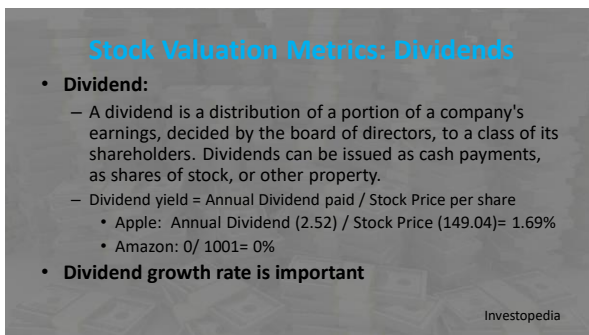 Stock Valuation Metrics: Dividends
• Dividend:
– A dividend is a distribution of a portion of a company's
earnings, decided by the board of directors, to a class of its
shareholders. Dividends can be issued as cash payments,
as shares of stock, or other property.
– Dividend yield = Annual Dividend paid / Stock Price per share
• Apple: Annual Dividend (2.52) / Stock Price (149.04)= 1.69%
• Amazon: 0/ 1001= 0%
• Dividend growth rate is important
Investopedia